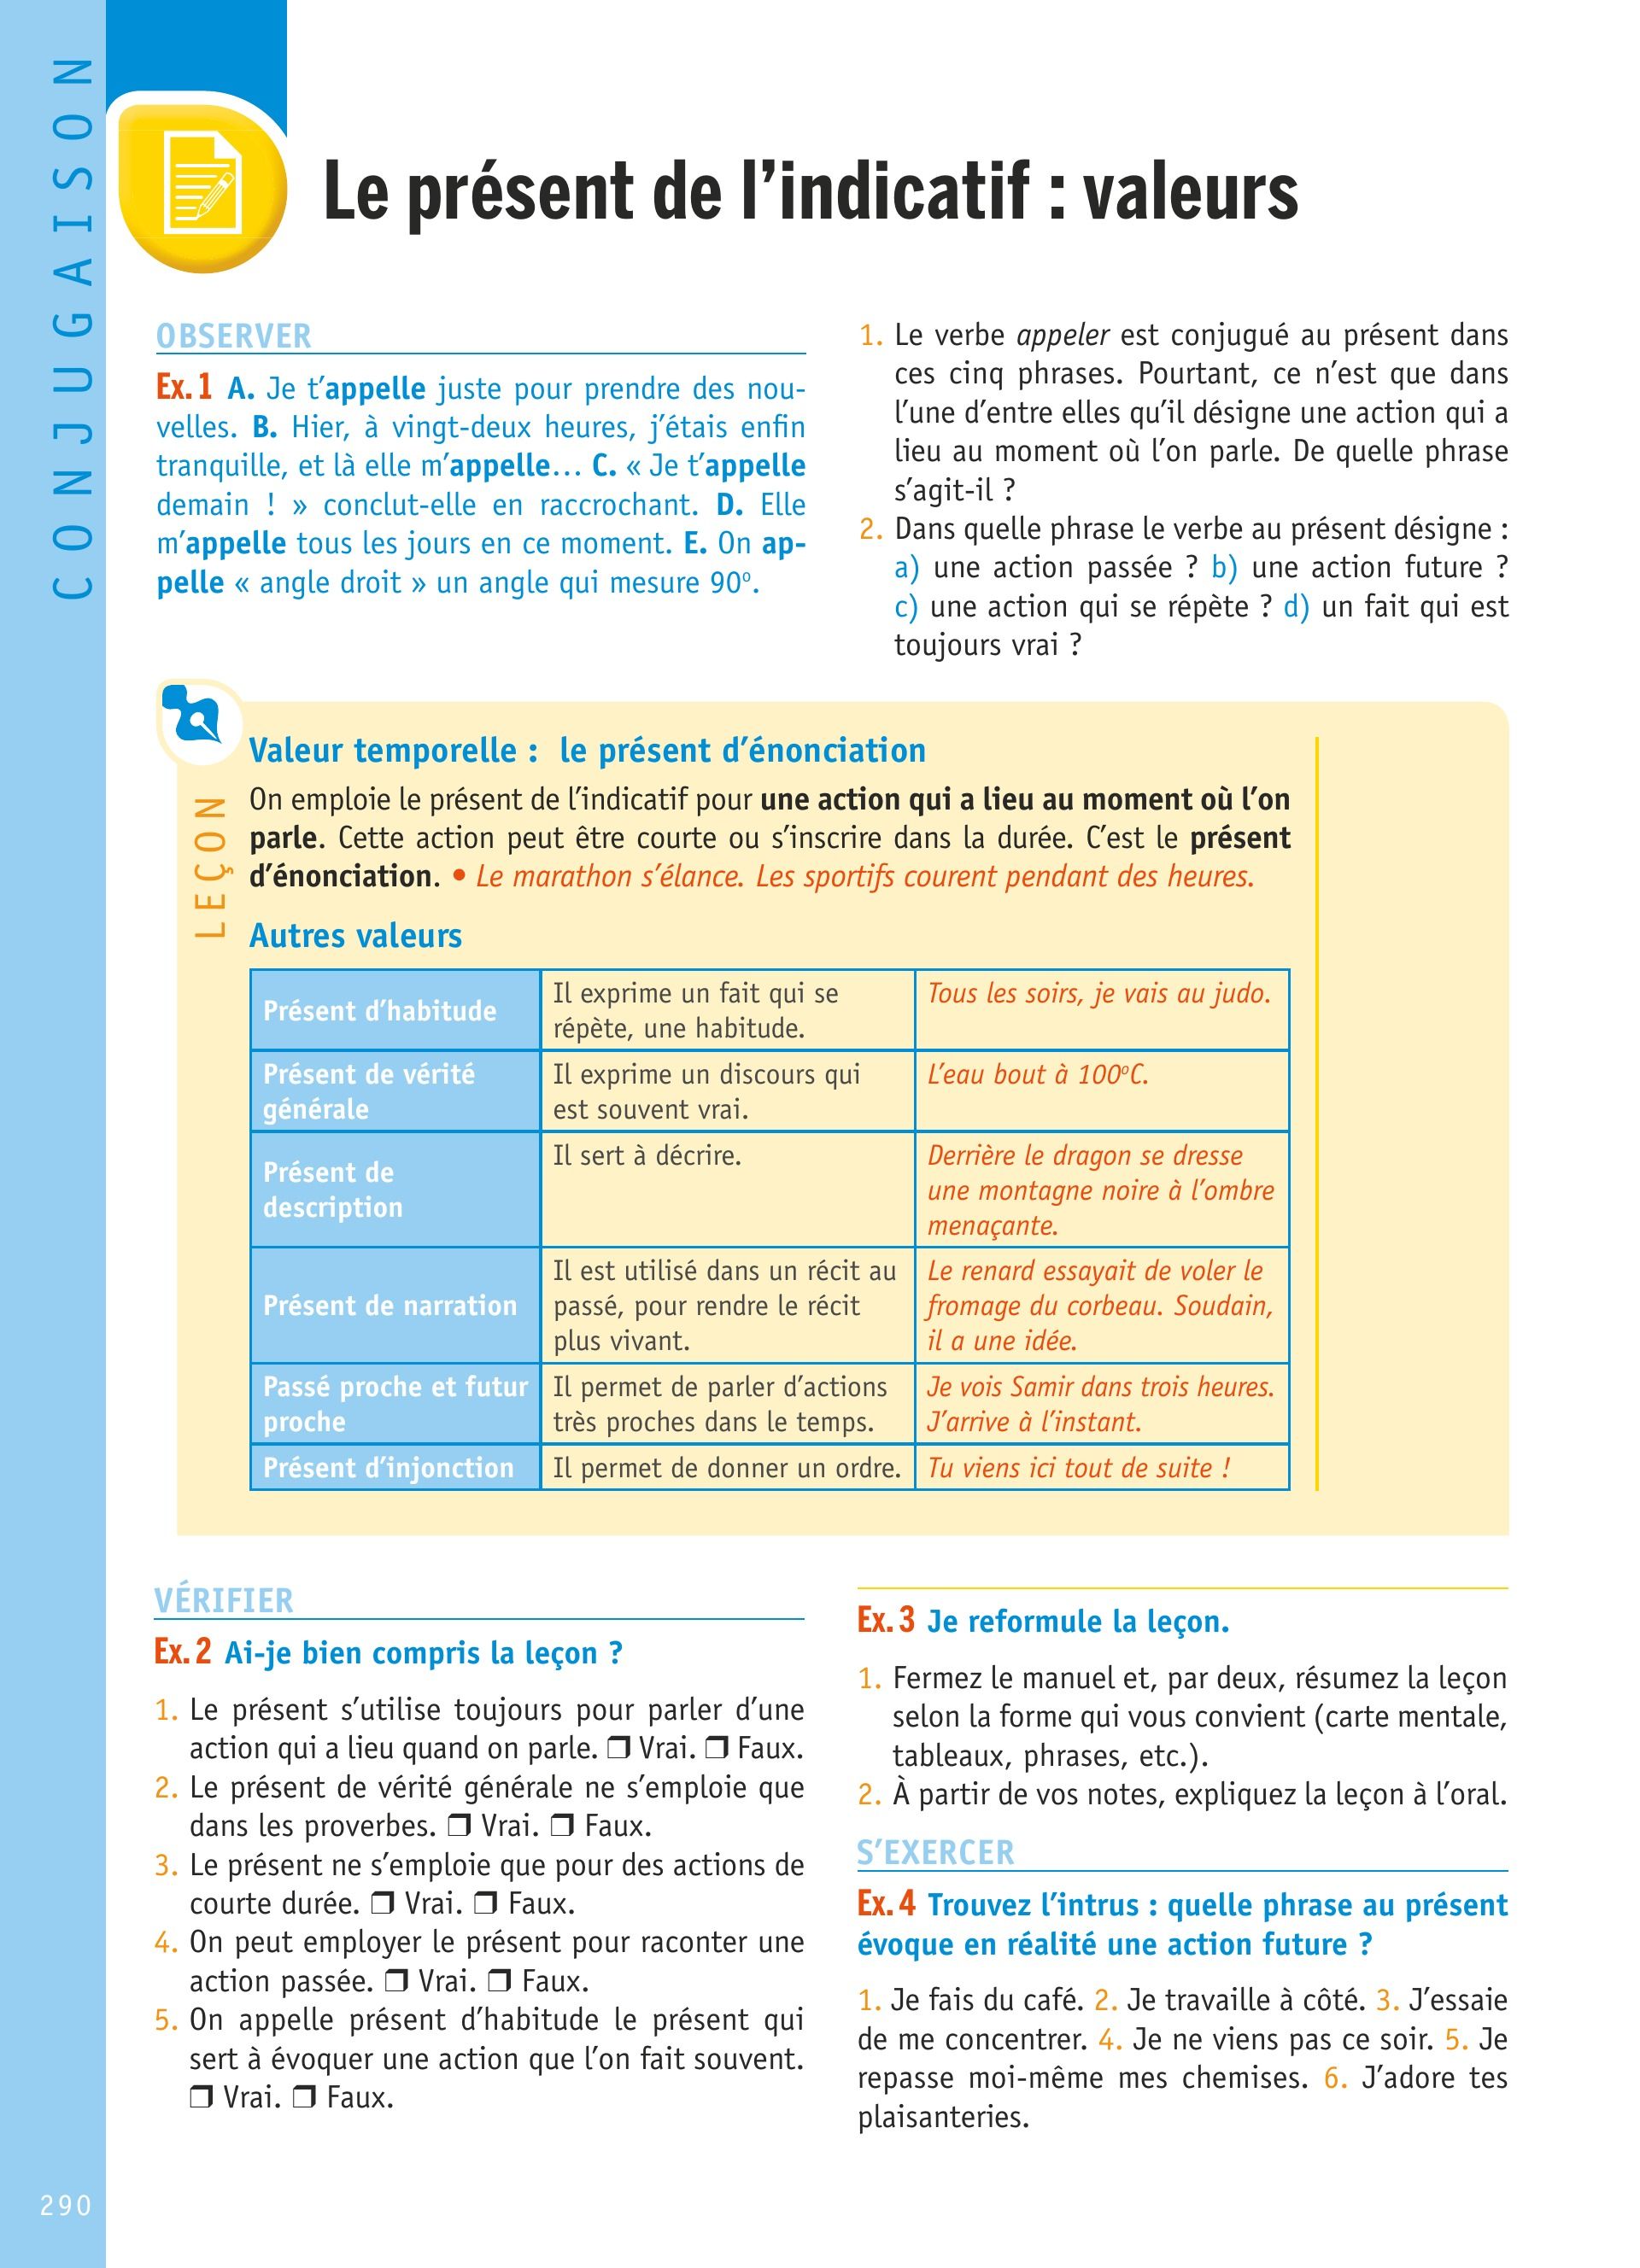 CONJUGAISON
Le présent de l'indicatif : valeurs
OBSERVER
Ex. 1 A. Je t'appelle juste pour prendre des nou-
velles. B. Hier, à vingt-deux heures, j'étais enfin
tranquille, et là elle m'appelle... C. « Je t'appelle
demain ! » conclut-elle en raccrochant. D. Elle
m'appelle tous les jours en ce moment. E. On ap-
pelle « angle droit » un angle qui mesure 90º.
1. Le verbe appeler est conjugué au présent dans
ces cinq phrases. Pourtant, ce n'est que dans
l'une d'entre elles qu'il désigne une action qui a
lieu au moment où l'on parle. De quelle phrase
s'agit-il ?
2. Dans quelle phrase le verbe au présent désigne :
a) une action passée ? b) une action future ?
c) une action qui se répète ? d) un fait qui est
toujours vrai ?
LEÇON
Valeur temporelle : le présent d'énonciation
On emploie le présent de l'indicatif pour une action qui a lieu au moment où l'on
parle. Cette action peut être courte ou s'inscrire dans la durée. C'est le présent
d'énonciation. • Le marathon s'élance. Les sportifs courent pendant des heures.
Autres valeurs
Présent d'habitude
Il exprime un fait qui se
répète, une habitude.
Tous les soirs, je vais au judo.
Présent de vérité
générale
Il exprime un discours qui
est souvent vrai.
L'eau bout à 100ºC.
Présent de
description
Il sert à décrire.
Derrière le dragon se dresse
une montagne noire à l'ombre
menaçante.
Présent de narration
Il est utilisé dans un récit au
passé, pour rendre le récit
plus vivant.
Le renard essayait de voler le
fromage du corbeau. Soudain,
il a une idée.
Passé proche et futur
proche
Il permet de parler d'actions
très proches dans le temps.
Je vois Samir dans trois heures.
J'arrive à l'instant.
Présent d'injonction
Il permet de donner un ordre.
Tu viens ici tout de suite !
VÉRIFIER
Ex. 2 Ai-je bien compris la leçon ?
1. Le présent s'utilise toujours pour parler d'une
action qui a lieu quand on parle. ❒ Vrai. ❒ Faux.
2. Le présent de vérité générale ne s'emploie que
dans les proverbes. ❒ Vrai. ❒ Faux.
3. Le présent ne s'emploie que pour des actions de
courte durée. ❒ Vrai. ❒ Faux.
4. On peut employer le présent pour raconter une
action passée. ❒ Vrai. ❒ Faux.
5. On appelle présent d'habitude le présent qui
sert à évoquer une action que l'on fait souvent.
❒ Vrai. ❒ Faux.
Ex. 3 Je reformule la leçon.
1. Fermez le manuel et, par deux, résumez la leçon
selon la forme qui vous convient (carte mentale,
tableaux, phrases, etc.).
2. À partir de vos notes, expliquez la leçon à l'oral.
S'EXERCER
Ex. 4 Trouvez l'intrus : quelle phrase au présent
évoque en réalité une action future ?
1. Je fais du café. 2. Je travaille à côté. 3. J'essaie
de me concentrer. 4. Je ne viens pas ce soir. 5. Je
repasse moi-même mes chemises. 6. J'adore tes
plaisanteries.
290